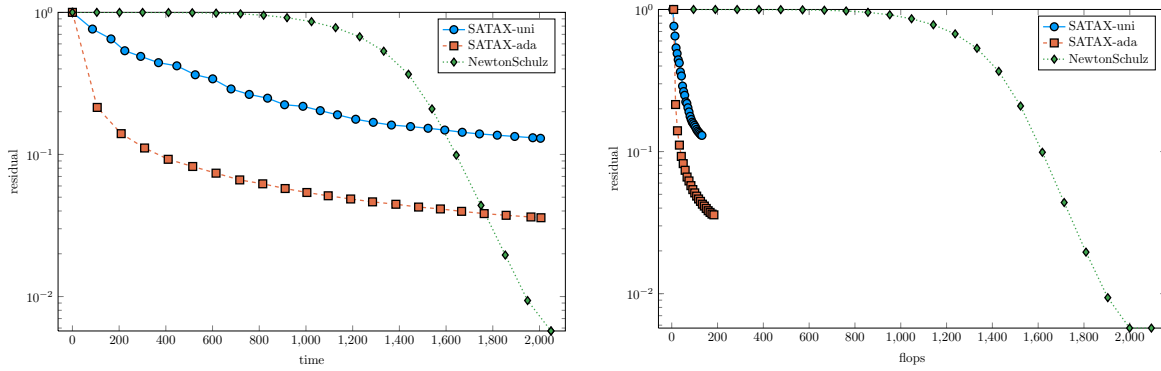 10^0
10^{-1}
10^{-2}
residual
0
200
400
600
800
1,000
1,200
1,400
1,600
1,800
2,000
time
SATAX-uni
SATAX-ada
NewtonSchulz
10^0
10^{-1}
10^{-2}
residual
0
200
400
600
800
1,000
1,200
1,400
1,600
1,800
2,000
flops
SATAX-uni
SATAX-ada
NewtonSchulz